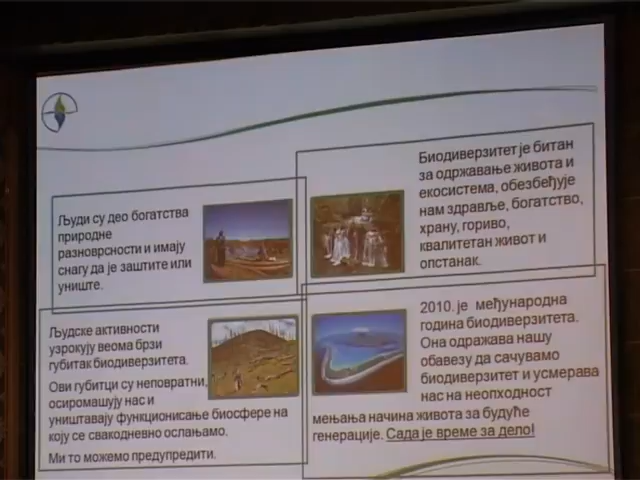 Људи су део богатства
природне
разноврсности и имају
снагу да је заштите или
униште.
Биодиверзитет је битан
за одржавање живота и
екосистема, обезбеђује
нам здравље, богатство,
храну, гориво,
квалитетан живот и
опстанак.
Људске активности
узрокују веома брзи
губитак биодиверзитета.
Ови губитци су неповратни,
осиромашују нас и
уништавају функционисање биосфере на
коју се свакодневно ослањамо.
Ми то можемо предупредити.
2010. је међународна
година биодиверзитета.
Она одражава нашу
обавезу да сачувамо
биодиверзитет и усмерава
нас на неопходност
мењања начина живота за будуће
генерације. Сада је време за дело!